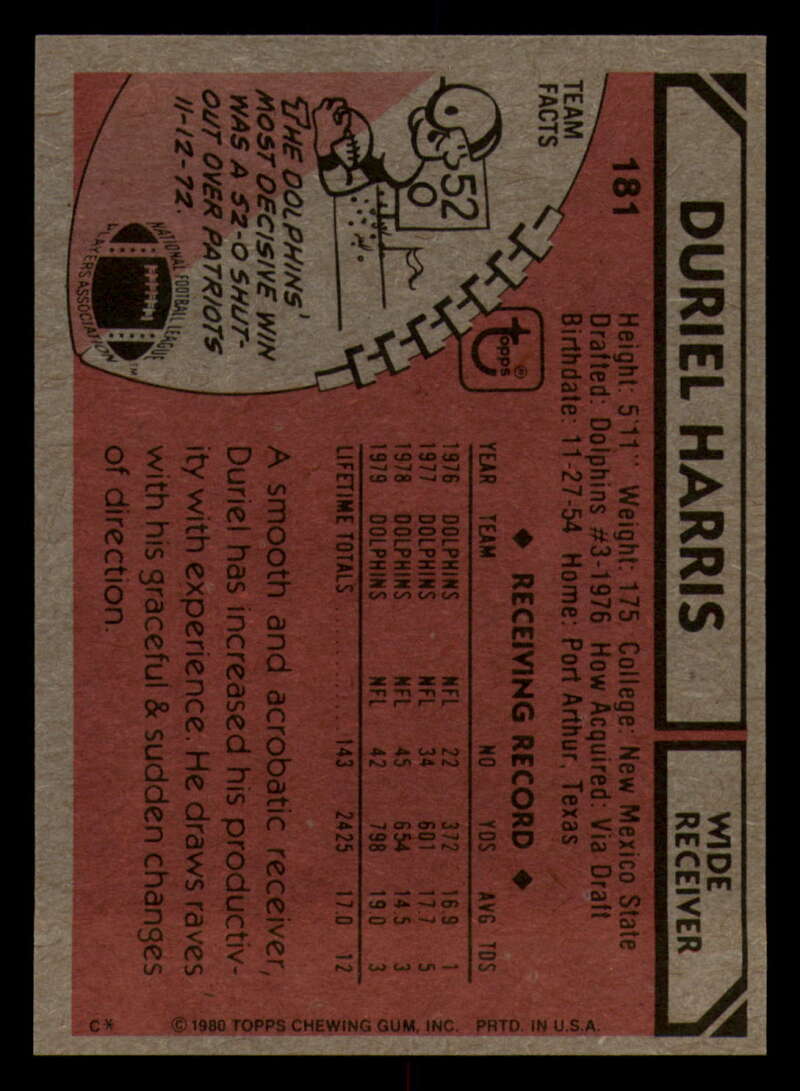 DURIEL HARRIS
WIDE
RECEIVER
181
Height: 5'11" Weight: 175 College: New Mexico State
Drafted: Dolphins #3-1976 How Acquired: Via Draft
Birthdate: 11-27-54 Home: Port Arthur, Texas
TEAM
FACTS
52
0
THE DOLPHINS'
MOST DECISIVE WIN
WAS A 52-0 SHUT-
OUT OVER PATRIOTS
11-12-72.
NATIONAL FOOTBALL LEAGUE
PLAYERS ASSOCIATION™
topps®
◆ RECEIVING RECORD ◆
YEAR TEAM NO YDS AVG TDS
1976 DOLPHINS NFL 22 372 16.9 1
1977 DOLPHINS NFL 34 601 17.7 5
1978 DOLPHINS NFL 45 654 14.5 3
1979 DOLPHINS NFL 42 798 19.0 3
LIFETIME TOTALS 143 2425 17.0 12
A smooth and acrobatic receiver,
Duriel has increased his productiv-
ity with experience. He draws raves
with his graceful & sudden changes
of direction.
C* © 1980 TOPPS CHEWING GUM, INC. PRTD. IN U.S.A.